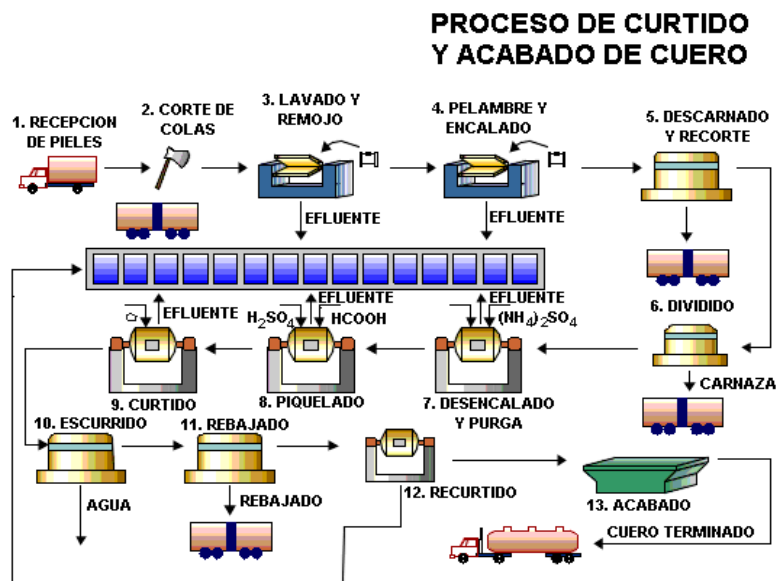 PROCESO DE CURTIDO
Y ACABADO DE CUERO
1. RECEPCION
DE PIELES
2. CORTE DE
COLAS
3. LAVADO Y
REMOJO
4. PELAMBRE Y
ENCALADO
5. DESCARNADO
Y RECORTE
EFLUENTE
EFLUENTE
6. DIVIDIDO
EFLUENTE
EFLUENTE
EFLUENTE
H₂SO₄
HCOOH
(NH₄)₂SO₄
CARNAZA
9. CURTIDO
8. PIQUELADO
7. DESENCALADO
Y PURGA
10. ESCURRIDO
11. REBAJADO
12. RECURTIDO
13. ACABADO
AGUA
REBAJADO
CUERO TERMINADO